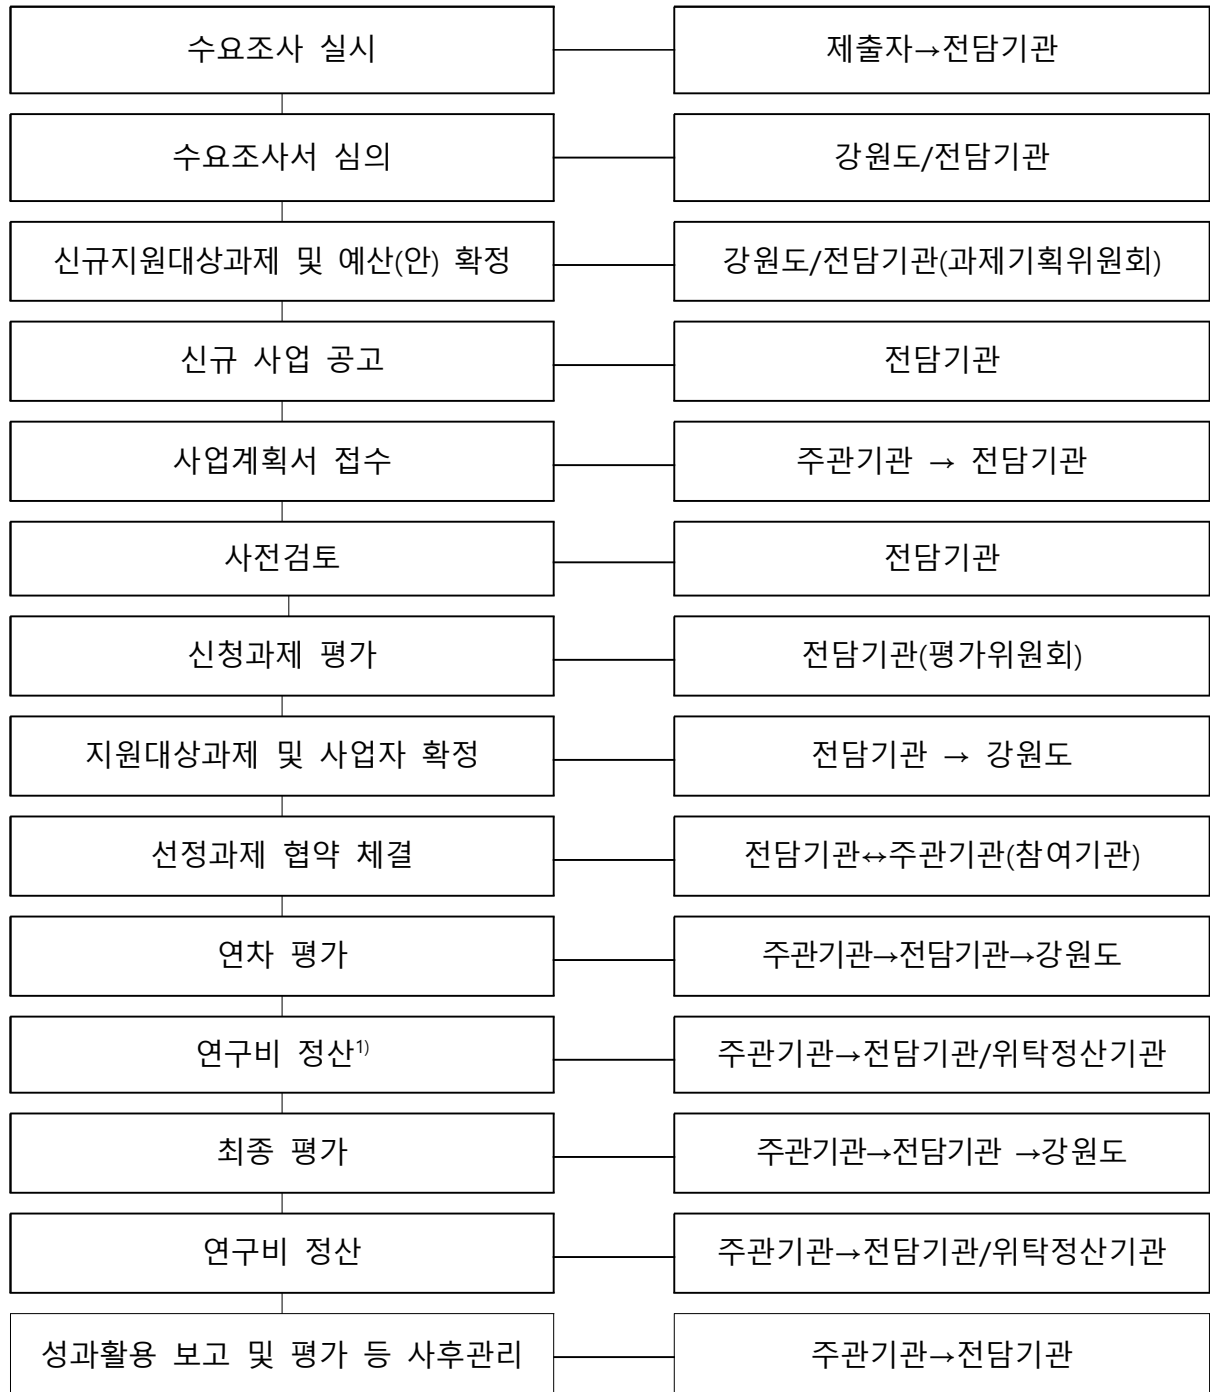 수요조사 실시
제출자→전담기관
수요조사서 심의
강원도/전담기관
신규지원대상과제 및 예산(안) 확정
강원도/전담기관(과제기획위원회)
신규 사업 공고
전담기관
사업계획서 접수
주관기관 → 전담기관
사전검토
전담기관
신청과제 평가
전담기관(평가위원회)
지원대상과제 및 사업자 확정
전담기관 → 강원도
선정과제 협약 체결
전담기관↔주관기관(참여기관)
연차 평가
주관기관→전담기관→강원도
연구비 정산1)
주관기관→전담기관/위탁정산기관
최종 평가
주관기관→전담기관 →강원도
연구비 정산
주관기관→전담기관/위탁정산기관
성과활용 보고 및 평가 등 사후관리
주관기관→전담기관